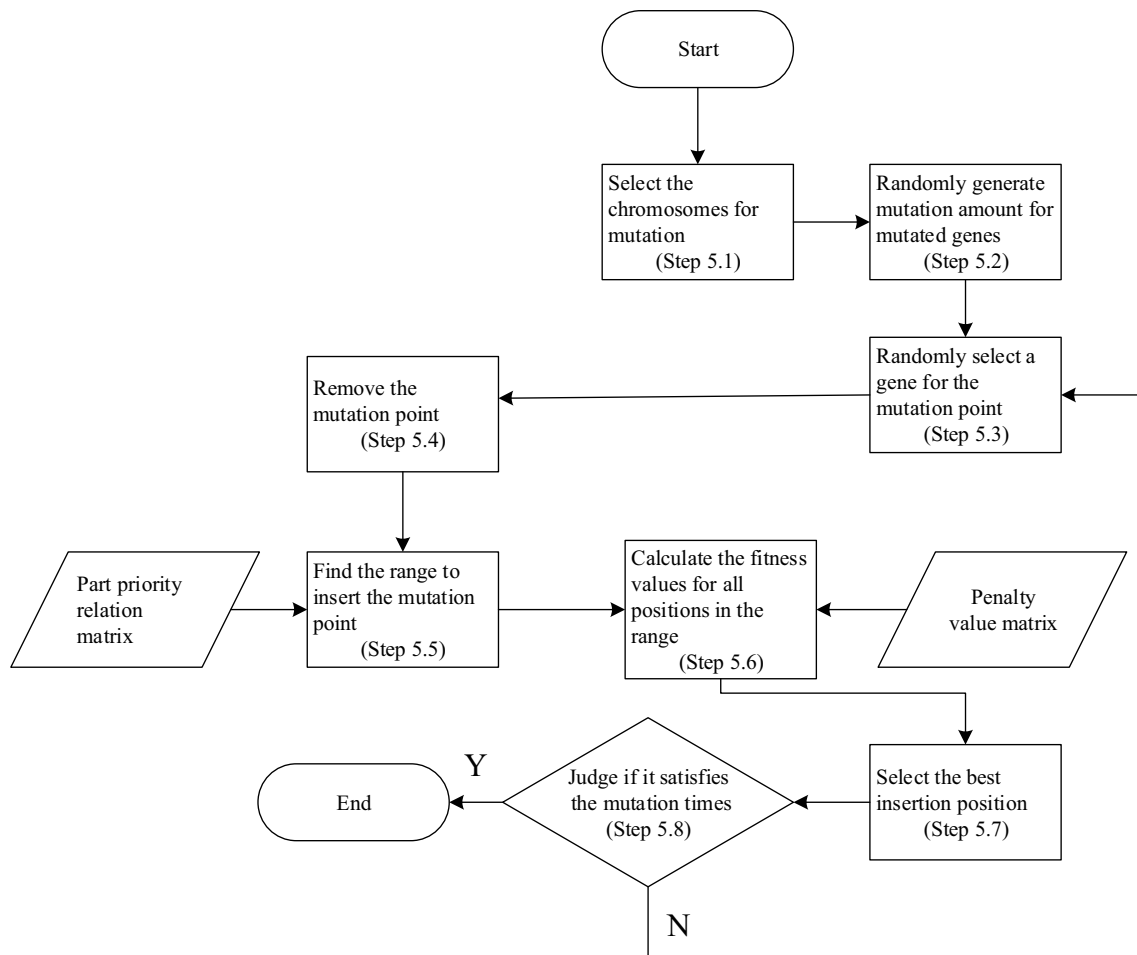 Start
Select the
chromosomes for
mutation
(Step 5.1)
Randomly generate
mutation amount for
mutated genes
(Step 5.2)
Randomly select a
gene for the
mutation point
(Step 5.3)
Remove the
mutation point
(Step 5.4)
Part priority
relation
matrix
Find the range to
insert the mutation
point
(Step 5.5)
Calculate the fitness
values for all
positions in the
range
(Step 5.6)
Penalty
value matrix
Select the best
insertion position
(Step 5.7)
Judge if it satisfies
the mutation times
(Step 5.8)
Y
End
N